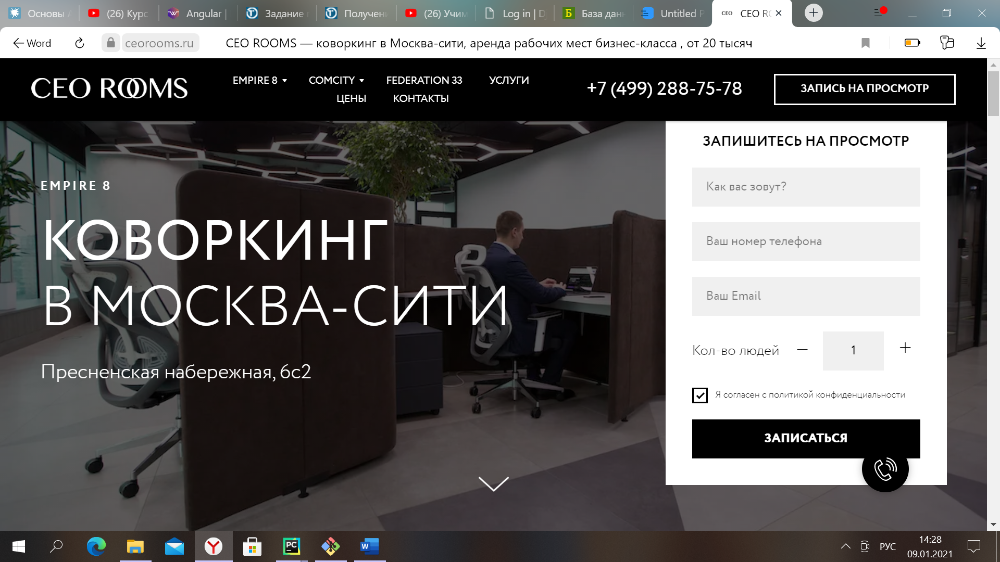 Основы
(26) Курс
Angular |
Задание
Получен
(26) Учим
Log in | D
База дан
Untitled P
CEO R
Word
ceorooms.ru
CEO ROOMS — коворкинг в Москва-сити, аренда рабочих мест бизнес-класса , от 20 тысяч
CEO ROOMS
EMPIRE 8
COMCITY
FEDERATION 33
УСЛУГИ
ЦЕНЫ
КОНТАКТЫ
+7 (499) 288-75-78
ЗАПИСЬ НА ПРОСМОТР
EMPIRE 8
КОВОРКИНГ
В МОСКВА-СИТИ
Пресненская набережная, 6с2
ЗАПИШИТЕСЬ НА ПРОСМОТР
Как вас зовут?
Ваш номер телефона
Ваш Email
Кол-во людей — 1 +
Я согласен с политикой конфиденциальности
ЗАПИСАТЬСЯ
РУС
14:28
09.01.2021